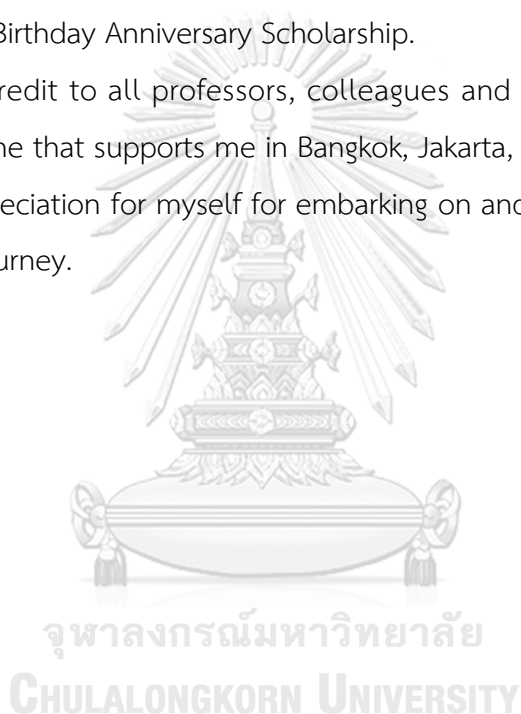 Birthday Anniversary Scholarship.
redit to all professors, colleagues and
ne that supports me in Bangkok, Jakarta,
eciation for myself for embarking on and
urney.
จุฬาลงกรณ์มหาวิทยาลัย
CHULALONGKORN UNIVERSITY